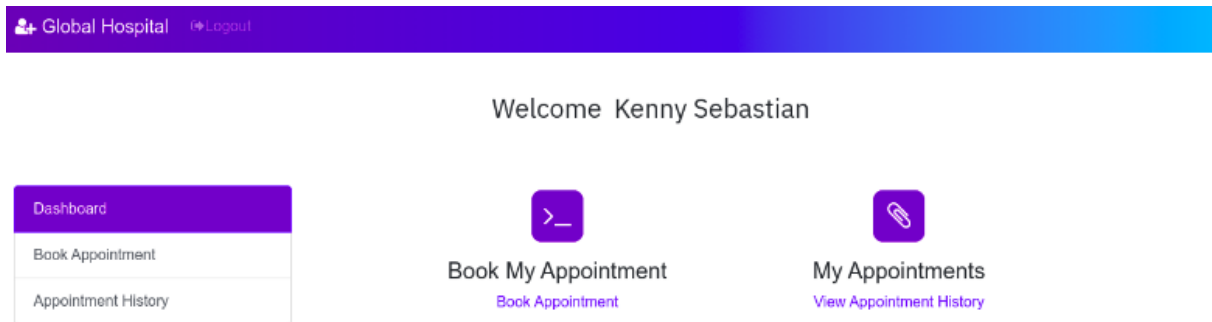 Global Hospital Logout
Welcome Kenny Sebastian
Dashboard
Book Appointment
Appointment History
>_
Book My Appointment
Book Appointment
My Appointments
View Appointment History